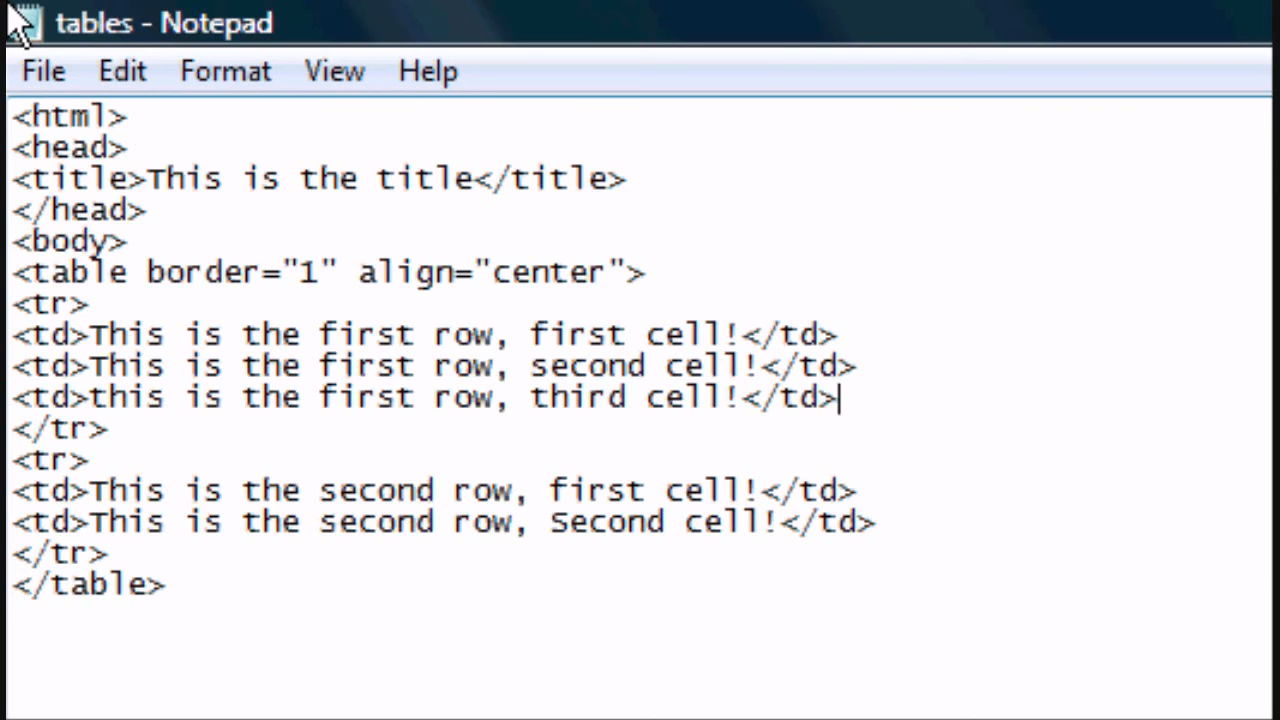 tables - Notepad
File Edit Format View Help
<html>
<head>
<title>This is the title</title>
</head>
<body>
<table border="1" align="center">
<tr>
<td>This is the first row, first cell!</td>
<td>This is the first row, second cell!</td>
<td>this is the first row, third cell!</td>
</tr>
<tr>
<td>This is the second row, first cell!</td>
<td>This is the second row, Second cell!</td>
</tr>
</table>